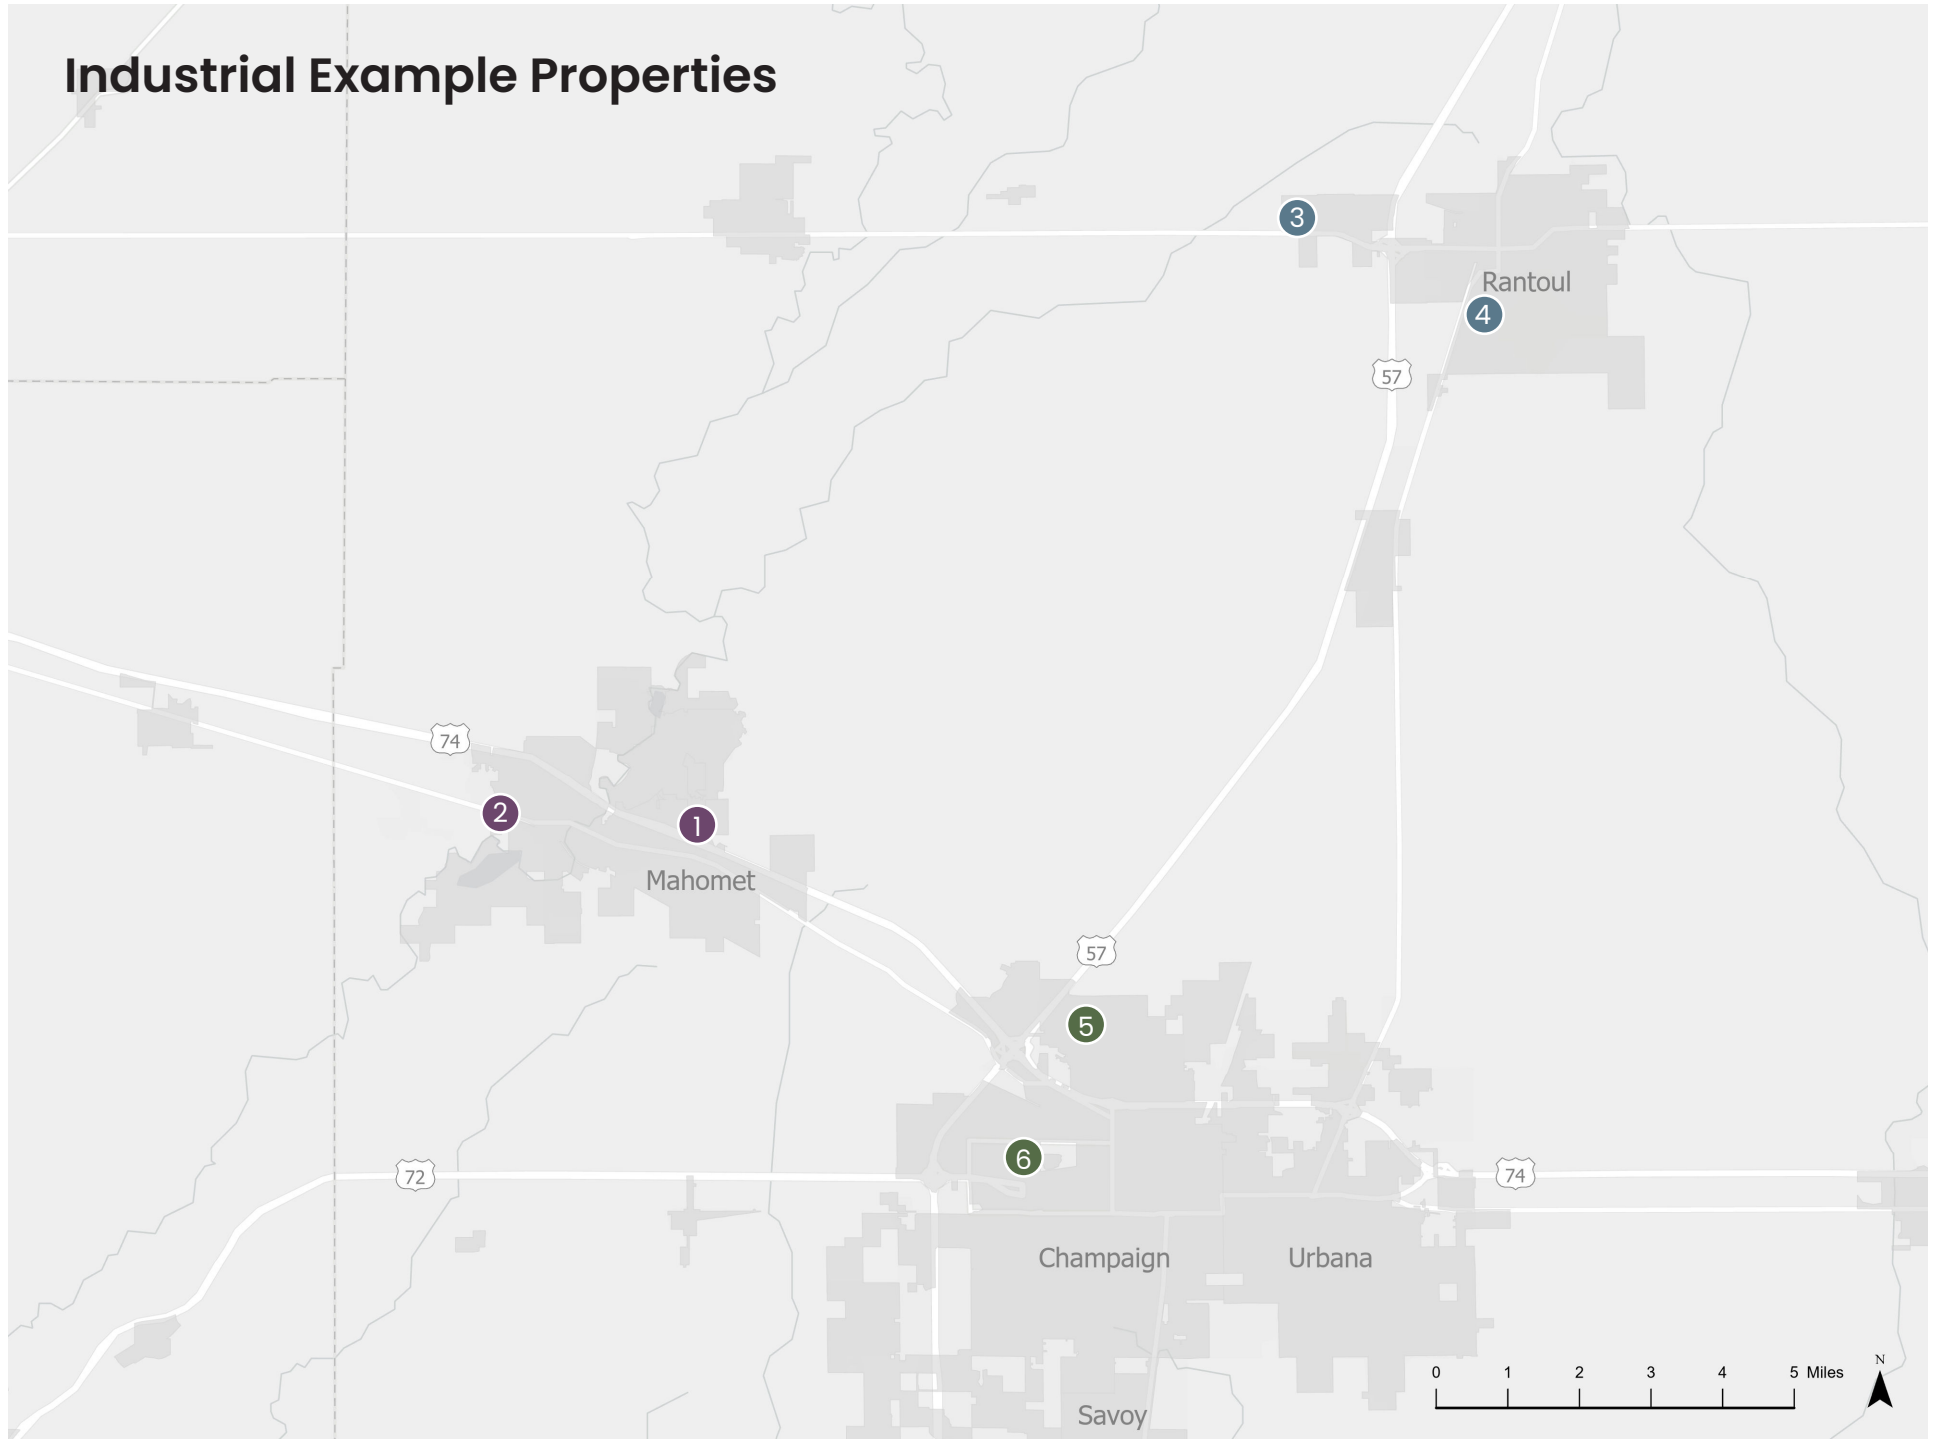 Industrial Example Properties
3
Rantoul
4
57
74
2
1
Mahomet
57
5
6
72
74
Champaign
Urbana
0 1 2 3 4 5 Miles
N
Savoy